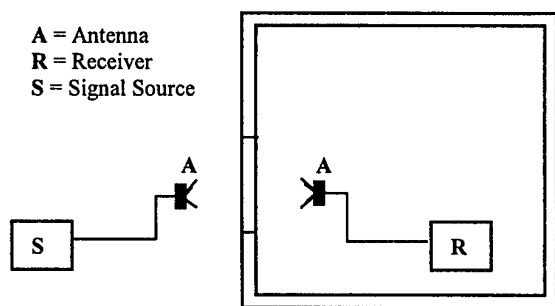 A = Antenna
R = Receiver
S = Signal Source
A
A
S
R